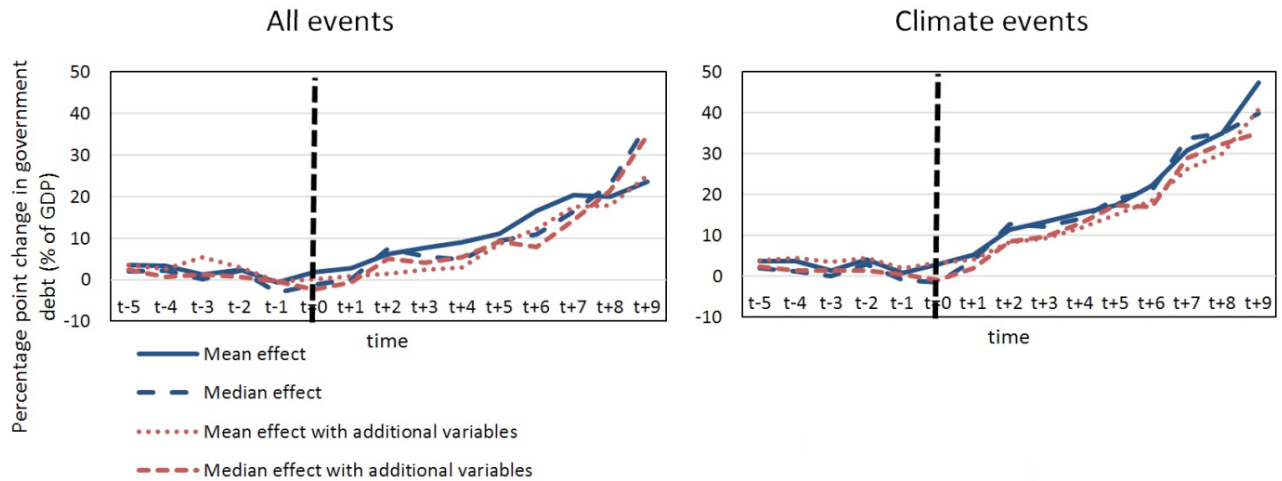 All events
Percentage point change in government
debt (% of GDP)
50
40
30
20
10
0
-10
t-5 t-4 t-3 t-2 t-1 t=0 t+1 t+2 t+3 t+4 t+5 t+6 t+7 t+8 t+9
time
Mean effect
Median effect
Mean effect with additional variables
Median effect with additional variables
Climate events
50
40
30
20
10
0
-10
t-5 t-4 t-3 t-2 t-1 t=0 t+1 t+2 t+3 t+4 t+5 t+6 t+7 t+8 t+9
time